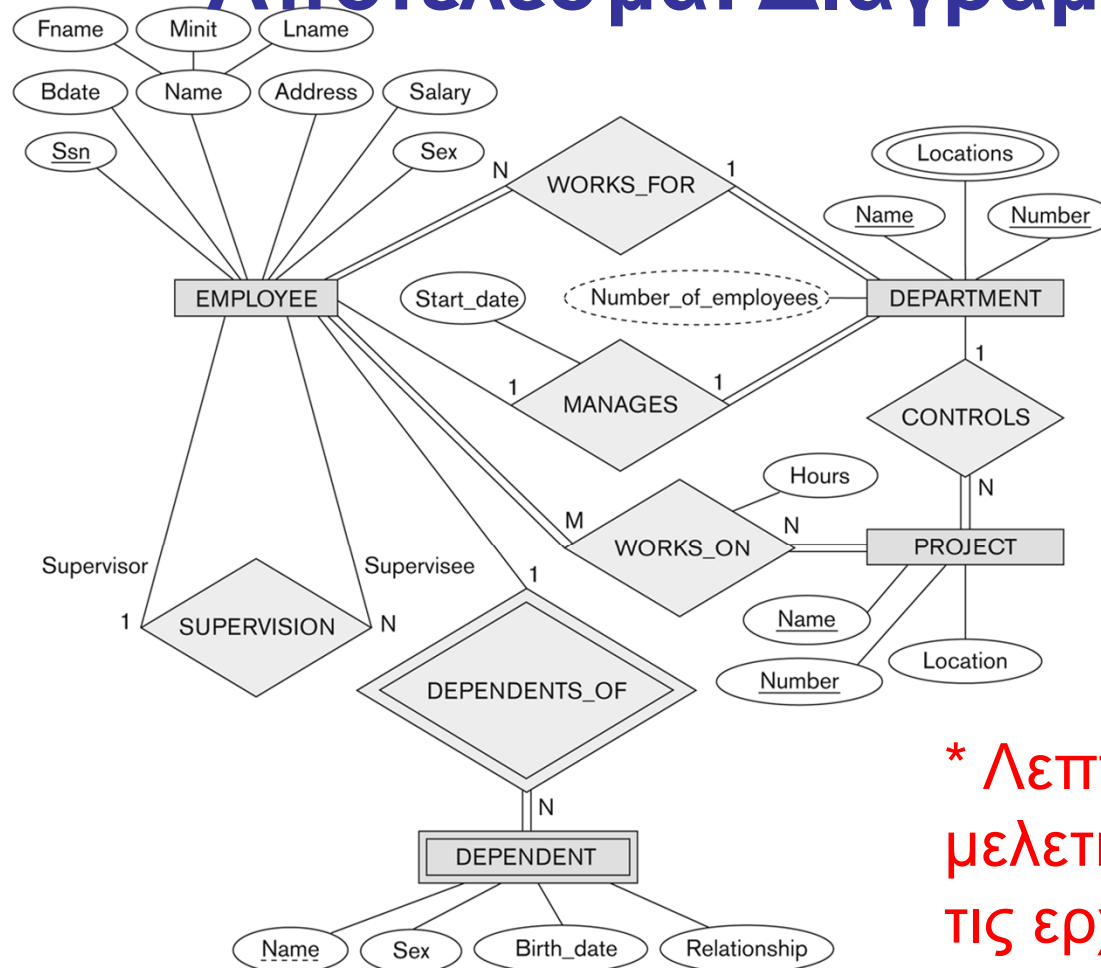 Fname Minit Lname
Bdate Name Address Salary
Ssn Sex
N WORKS_FOR 1
Locations
Name Number
EMPLOYEE Start_date Number_of_employees DEPARTMENT
1 MANAGES 1
1
CONTROLS
N
Hours
M WORKS_ON N
PROJECT
Name
Number
Location
Supervisor Supervisee
1 SUPERVISION N
1
DEPENDENTS_OF
N
DEPENDENT
Name Sex Birth_date Relationship
τις